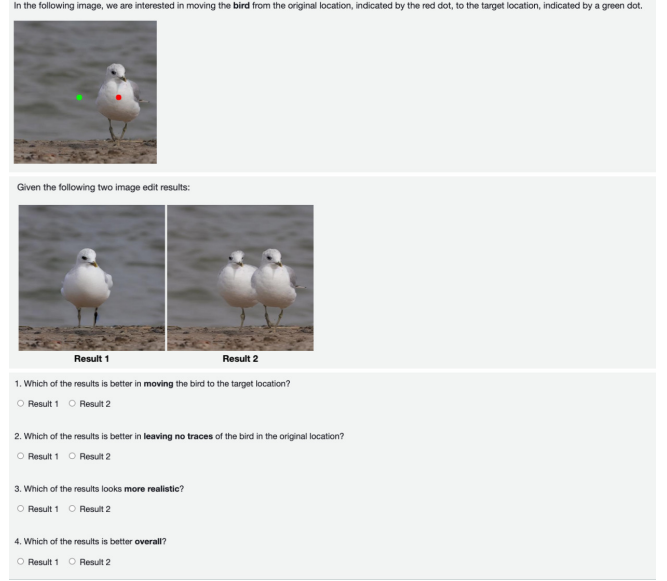 In the following image, we are interested in moving the bird from the original location, indicated by the red dot, to the target location, indicated by a green dot.
Given the following two image edit results:
Result 1
Result 2
1. Which of the results is better in moving the bird to the target location?
Result 1 Result 2
2. Which of the results is better in leaving no traces of the bird in the original location?
Result 1 Result 2
3. Which of the results looks more realistic?
Result 1 Result 2
4. Which of the results is better overall?
Result 1 Result 2